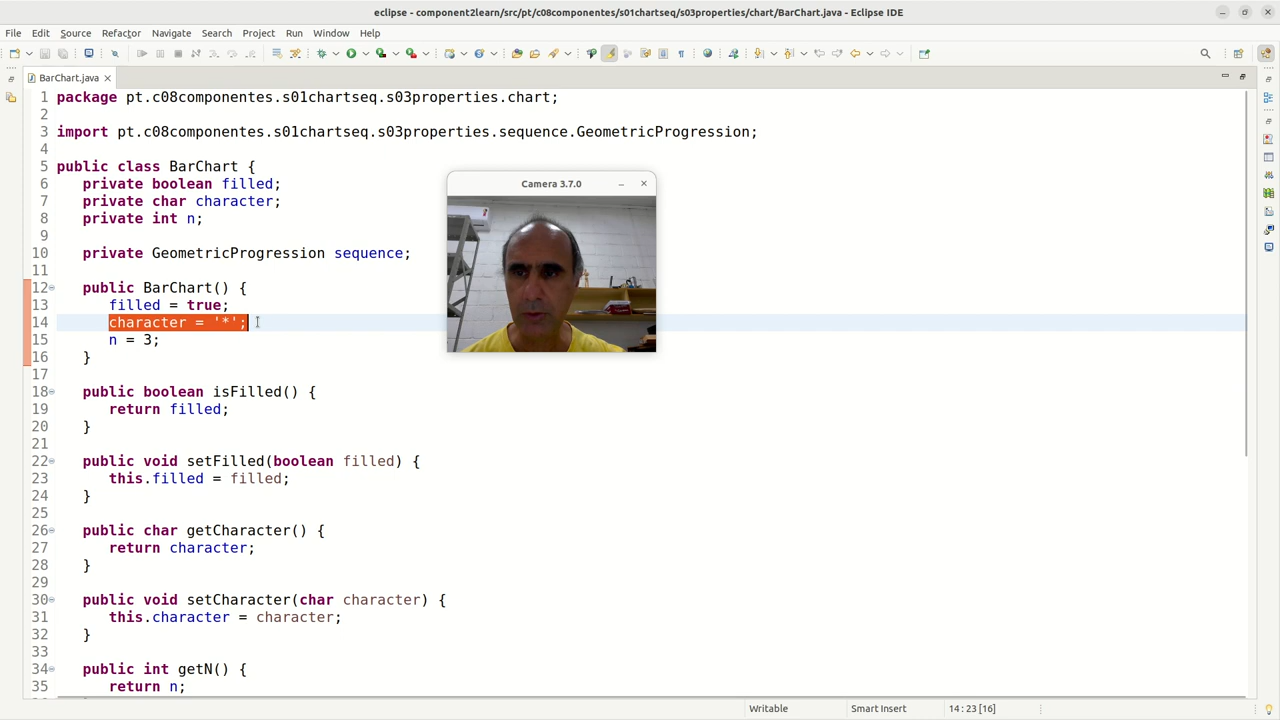 eclipse - component2learn/src/pt/c08componentes/s01chartseq/s03properties/chart/BarChart.java - Eclipse IDE
File Edit Source Refactor Navigate Search Project Run Window Help
BarChart.java
1 package pt.c08componentes.s01chartseq.s03properties.chart;
2
3 import pt.c08componentes.s01chartseq.s03properties.sequence.GeometricProgression;
4
5 public class BarChart {
6 private boolean filled;
7 private char character;
8 private int n;
9
10 private GeometricProgression sequence;
11
12 public BarChart() {
13 filled = true;
14 character = '*';
15 n = 3;
16 }
17
18 public boolean isFilled() {
19 return filled;
20 }
21
22 public void setFilled(boolean filled) {
23 this.filled = filled;
24 }
25
26 public char getCharacter() {
27 return character;
28 }
29
30 public void setCharacter(char character) {
31 this.character = character;
32 }
33
34 public int getN() {
35 return n;
Camera 3.7.0
Writable Smart Insert 14 : 23 [16]